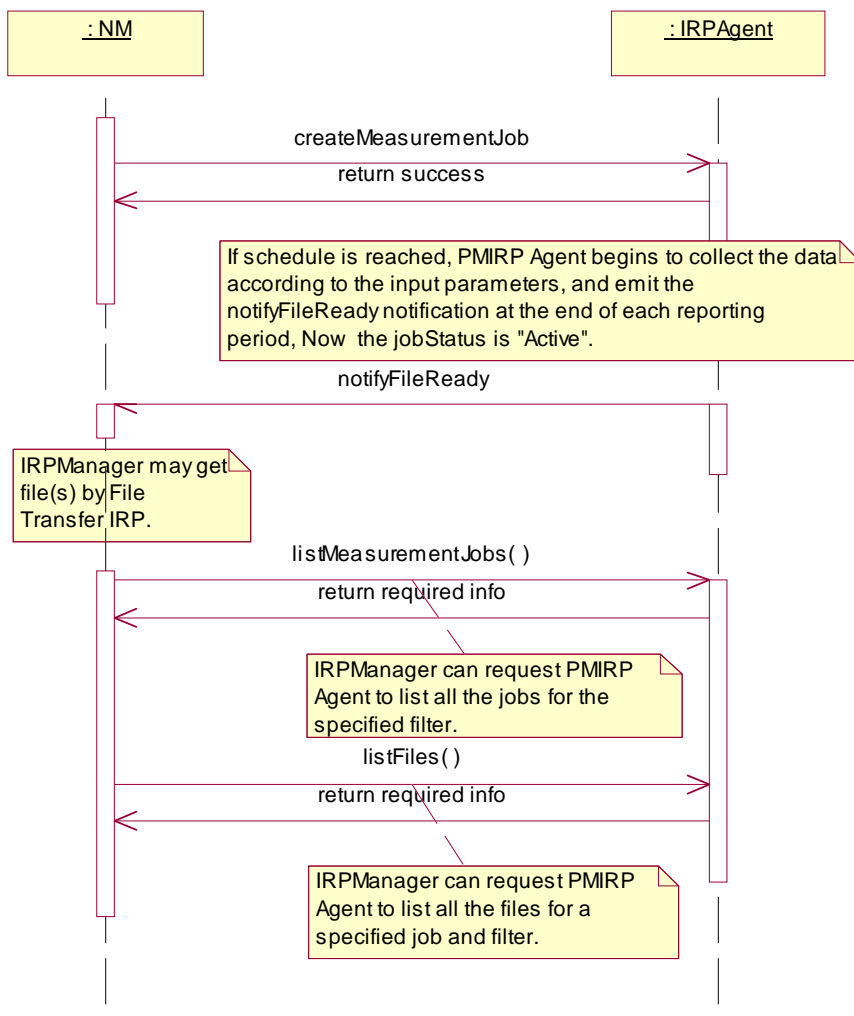 : NM
: IRPAgent
createMeasurementJob
return success
If schedule is reached, PMIRP Agent begins to collect the data
according to the input parameters, and emit the
notifyFileReady notification at the end of each reporting
period, Now the jobStatus is "Active".
notifyFileReady
IRPManager may get
file(s) by File
Transfer IRP.
listMeasurementJobs( )
return required info
IRPManager can request PMIRP
Agent to list all the jobs for the
specified filter.
listFiles( )
return required info
IRPManager can request PMIRP
Agent to list all the files for a
specified job and filter.